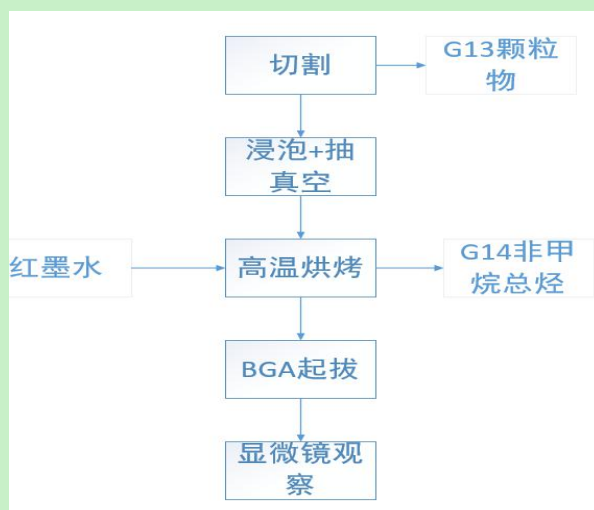 切割
G13颗粒
物
浸泡+抽
真空
红墨水
高温烘烤
G14非甲
烷总烃
BGA起拔
显微镜观
察